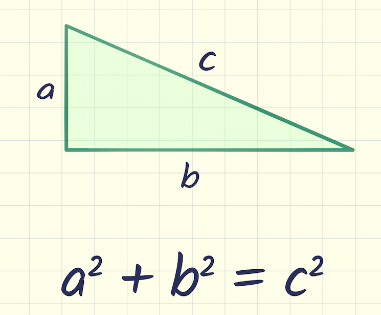 c
a
b
a² + b² = c²